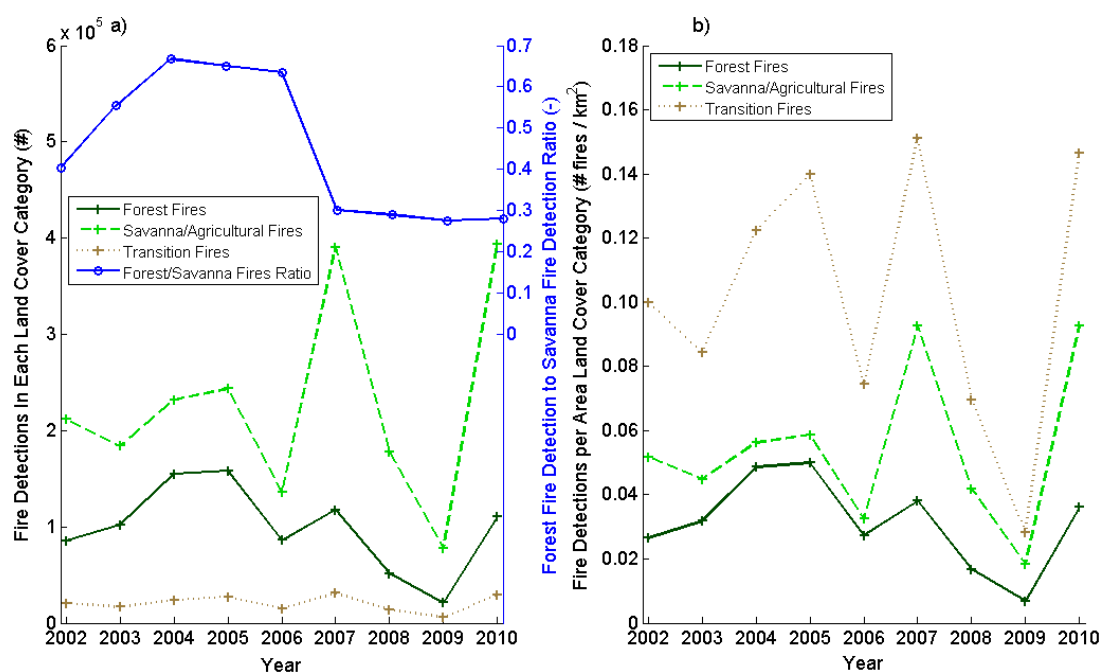 × 10⁵ a)
6
5
4
3
2
1
0
Fire Detections In Each Land Cover Category (#)
Forest Fires
Savanna/Agricultural Fires
Transition Fires
Forest/Savanna Fires Ratio
0.7
0.6
0.5
0.4
0.3
0.2
0.1
0
Forest Fire Detection to Savanna Fire Detection Ratio (-)
2002 2003 2004 2005 2006 2007 2008 2009 2010
Year
b)
0.18
0.16
0.14
0.12
0.10
0.08
0.06
0.04
0.02
0
Fire Detections per Area Land Cover Category (# fires / km²)
Forest Fires
Savanna/Agricultural Fires
Transition Fires
2002 2003 2004 2005 2006 2007 2008 2009 2010
Year